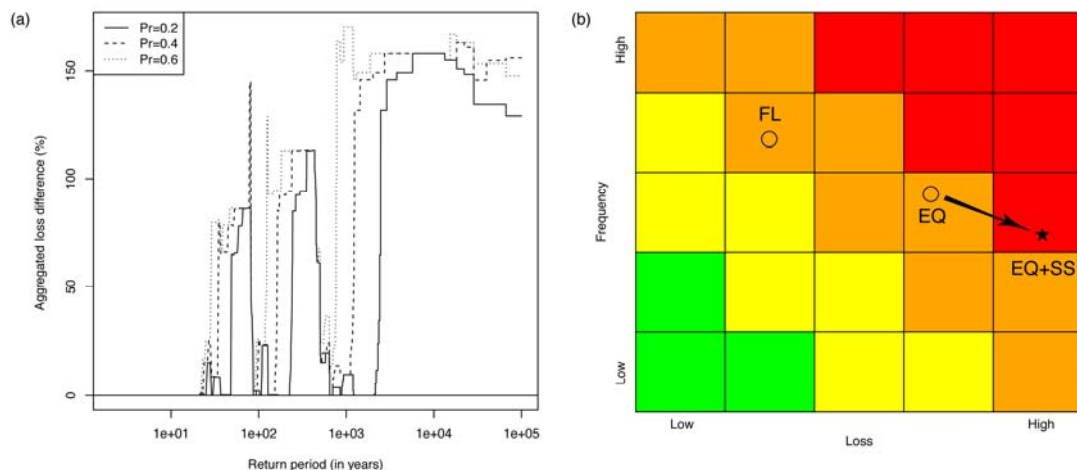 (a)
Pr=0.2
Pr=0.4
Pr=0.6
Aggregated loss difference (%)
150
100
50
0
1e+01 1e+02 1e+03 1e+04 1e+05
Return period (in years)
(b)
High
Frequency
Low
FL
EQ
EQ+SS
Low High
Loss